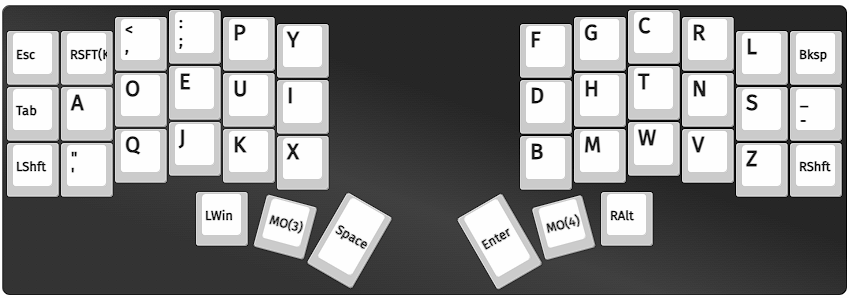 Esc RSFT(K < , : ; P Y F G C R L Bksp
Tab A O E U I D H T N S _ -
LShft " ' Q J K X B M W V Z RShft
LWin MO(3) Space Enter MO(4) RAlt